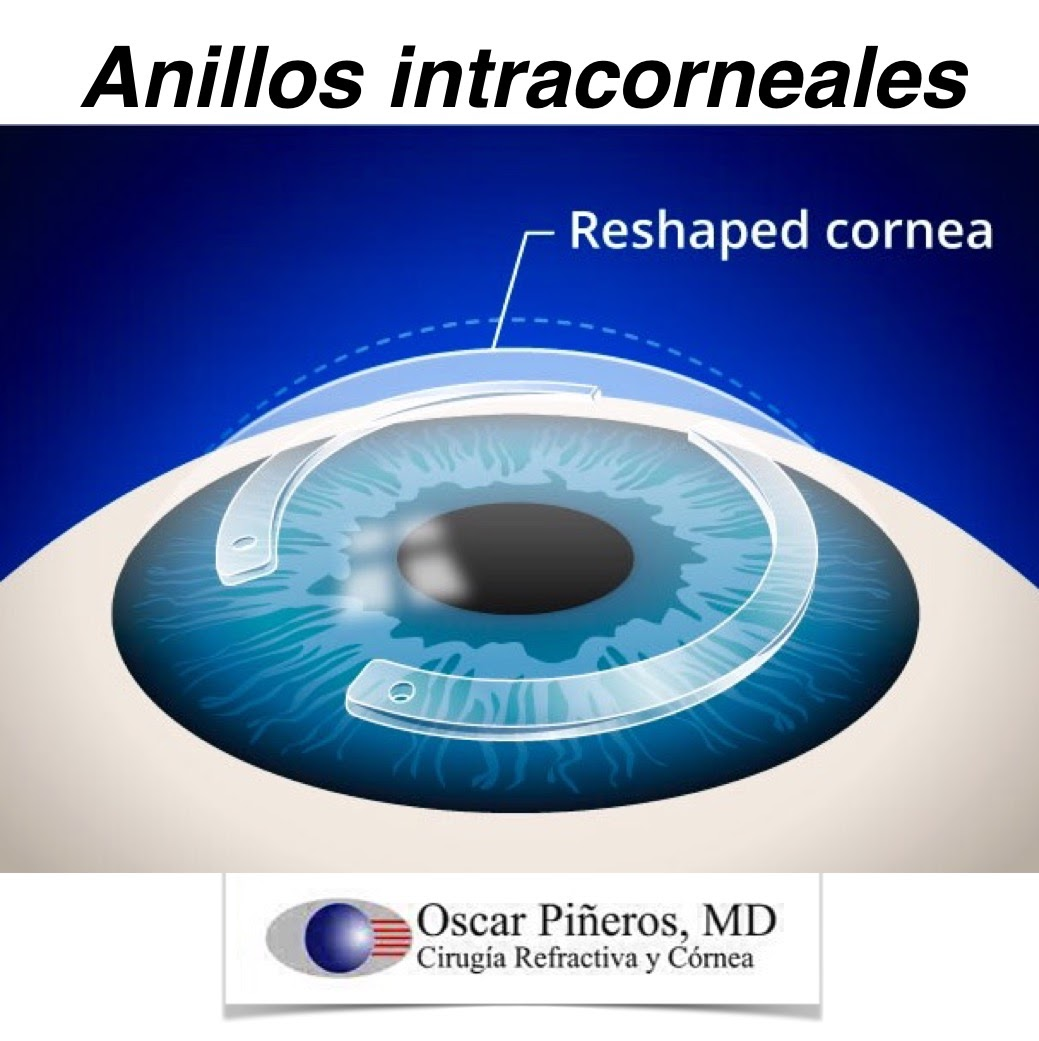 Anillos intracorneales
Reshaped cornea
Oscar Piñeros, MD
Cirugía Refractiva y Córnea